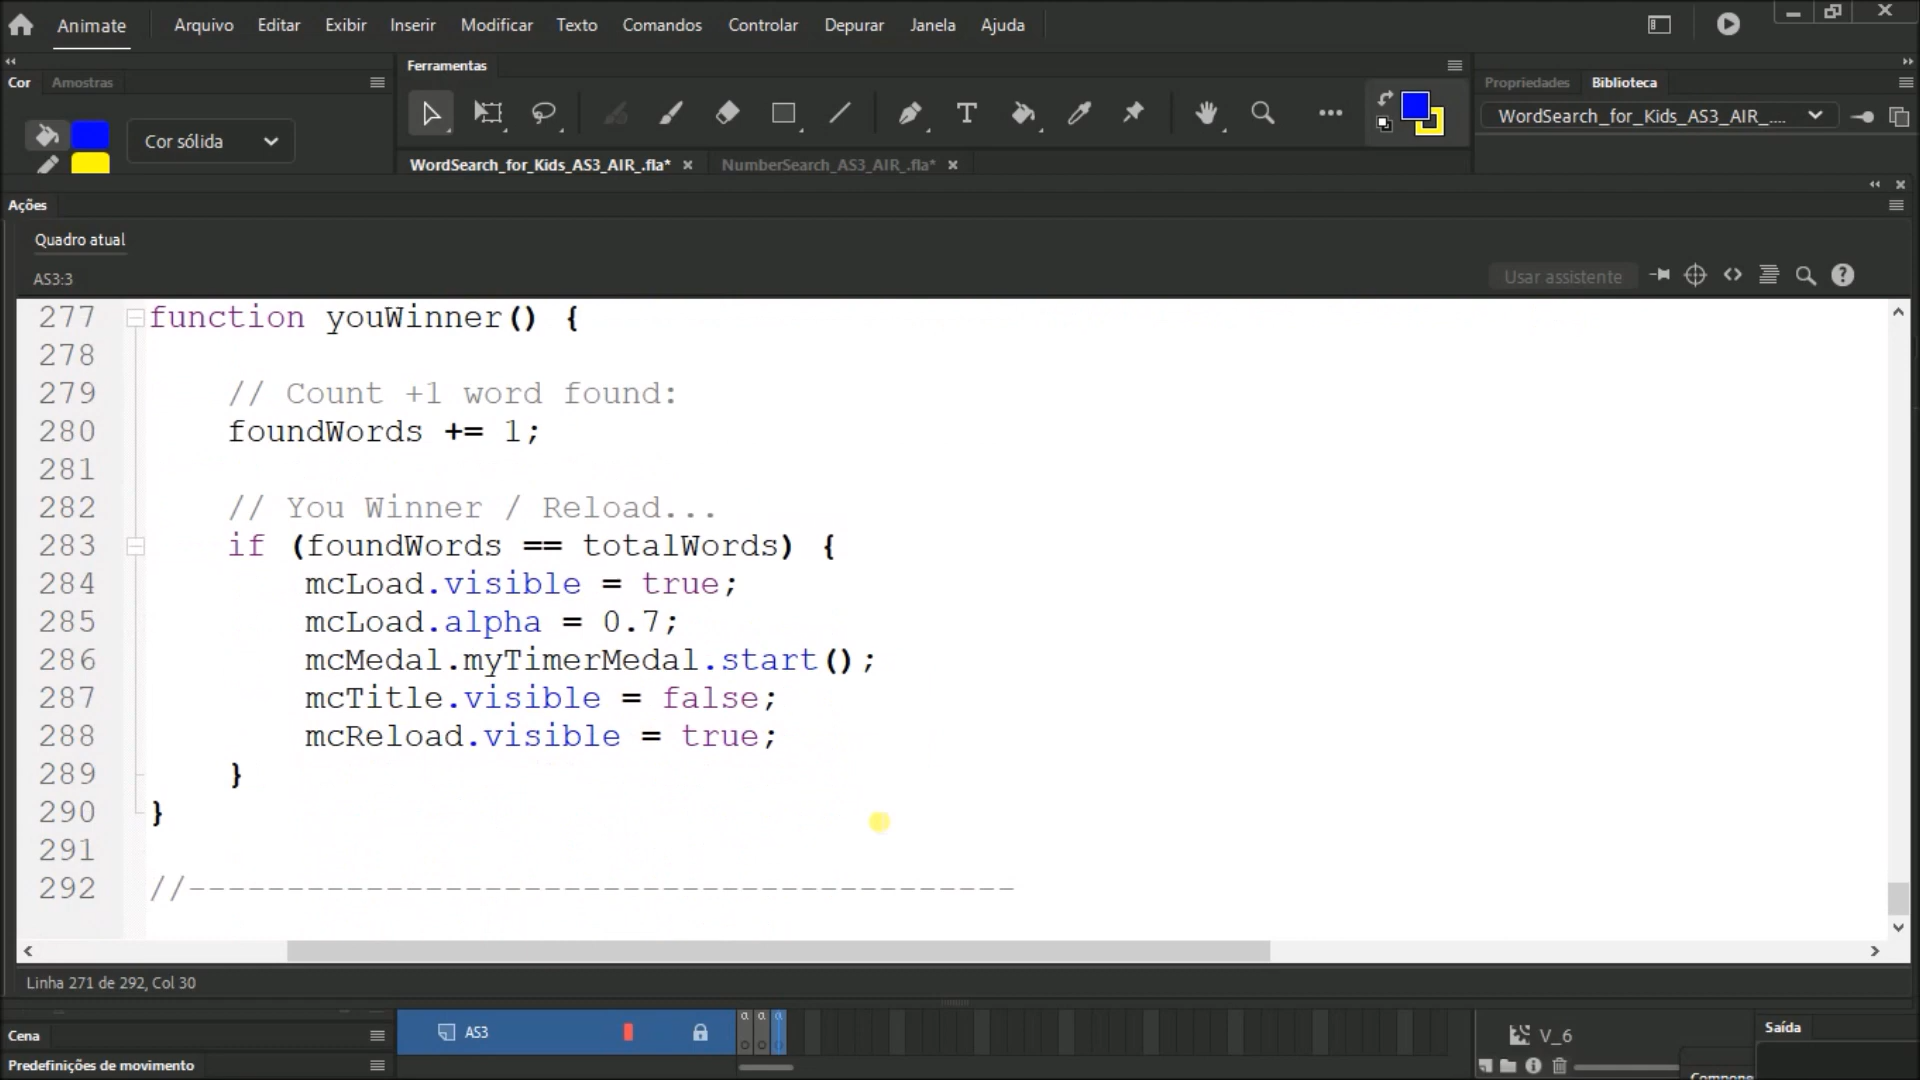 Animate Arquivo Editar Exibir Inserir Modificar Texto Comandos Controlar Depurar Janela Ajuda
Cor Amostras
Ferramentas
Propriedades Biblioteca
Cor sólida
WordSearch_for_Kids_AS3_AIR_....
WordSearch_for_Kids_AS3_AIR_.fla* NumberSearch_AS3_AIR_.fla*
Ações
Quadro atual
AS3:3
Usar assistente
277 function youWinner() {
278
279 // Count +1 word found:
280 foundWords += 1;
281
282 // You Winner / Reload...
283 if (foundWords == totalWords) {
284 mcLoad.visible = true;
285 mcLoad.alpha = 0.7;
286 mcMedal.myTimerMedal.start();
287 mcTitle.visible = false;
288 mcReload.visible = true;
289 }
290 }
291
292 //------------------------------------------
Linha 271 de 292, Col 30
Cena
AS3
V_6
Saída
Predefinições de movimento